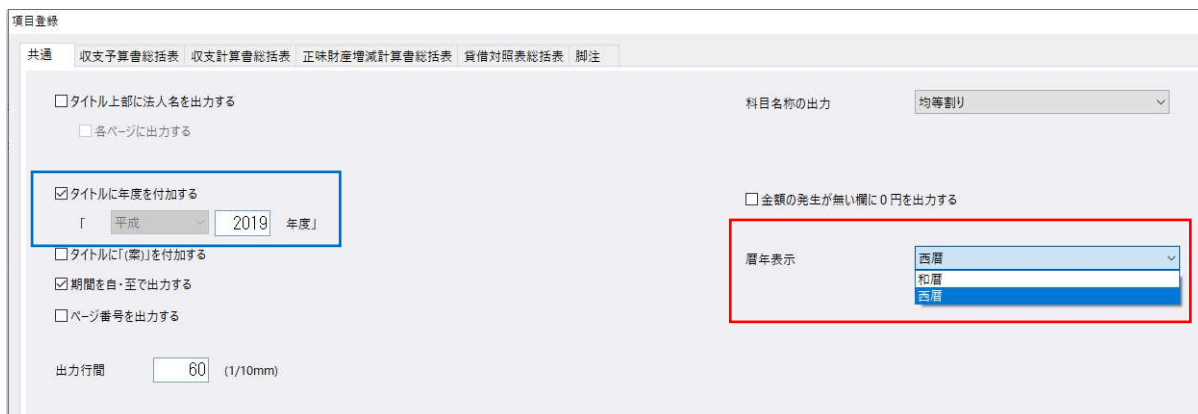 項目登録
共通 収支予算書総括表 収支計算書総括表 正味財産増減計算書総括表 貸借対照表総括表 脚注
タイトル上部に法人名を出力する
各ページに出力する
タイトルに年度を付加する
「 平成 2019 年度」
タイトルに「(案)」を付加する
期間を自・至で出力する
ページ番号を出力する
出力行間 60 (1/10mm)
科目名称の出力 均等割り
金額の発生が無い欄に0円を出力する
暦年表示 西暦
和暦
西暦